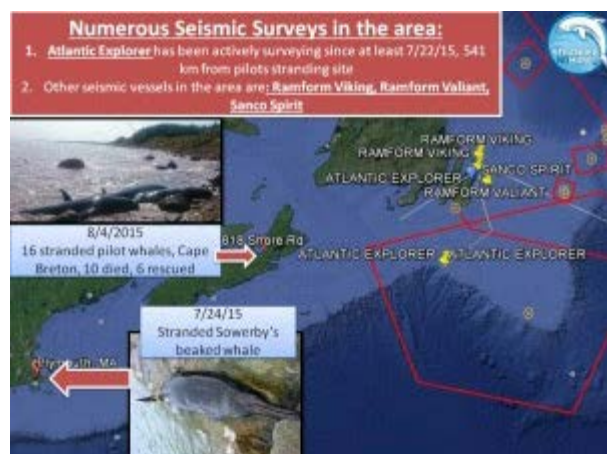 Numerous Seismic Surveys in the area:
1. Atlantic Explorer has been actively surveying since at least 7/22/15, 541
km from pilots stranding site
2. Other seismic vessels in the area are: Ramform Viking, Ramform Valiant,
Sanco Spirit
RAMFORM VIKING
RAMFORM VIKING
SANCO SPIRIT
ATLANTIC EXPLORER
RAMFORM VALIANT
8/4/2015
16 stranded pilot whales, Cape
Breton, 10 died, 6 rescued
818 Shore Rd
ATLANTIC EXPLORER
ATLANTIC EXPLORER
7/24/15
Stranded Sowerby's
beaked whale
Plymouth, MA